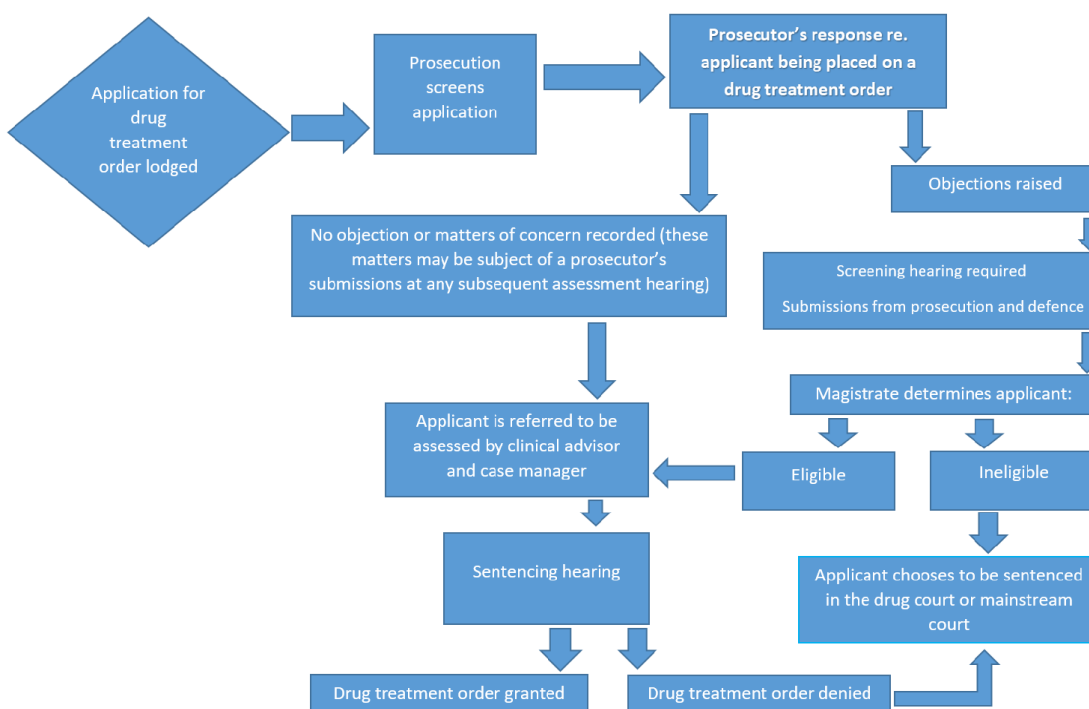 Application for
drug
treatment
order lodged
Prosecution
screens
application
Prosecutor’s response re.
applicant being placed on a
drug treatment order
Objections raised
No objection or matters of concern recorded (these
matters may be subject of a prosecutor’s
submissions at any subsequent assessment hearing)
Screening hearing required
Submissions from prosecution and defence
Magistrate determines applicant:
Applicant is referred to be
assessed by clinical advisor
and case manager
Eligible
Ineligible
Sentencing hearing
Applicant chooses to be sentenced
in the drug court or mainstream
court
Drug treatment order granted
Drug treatment order denied